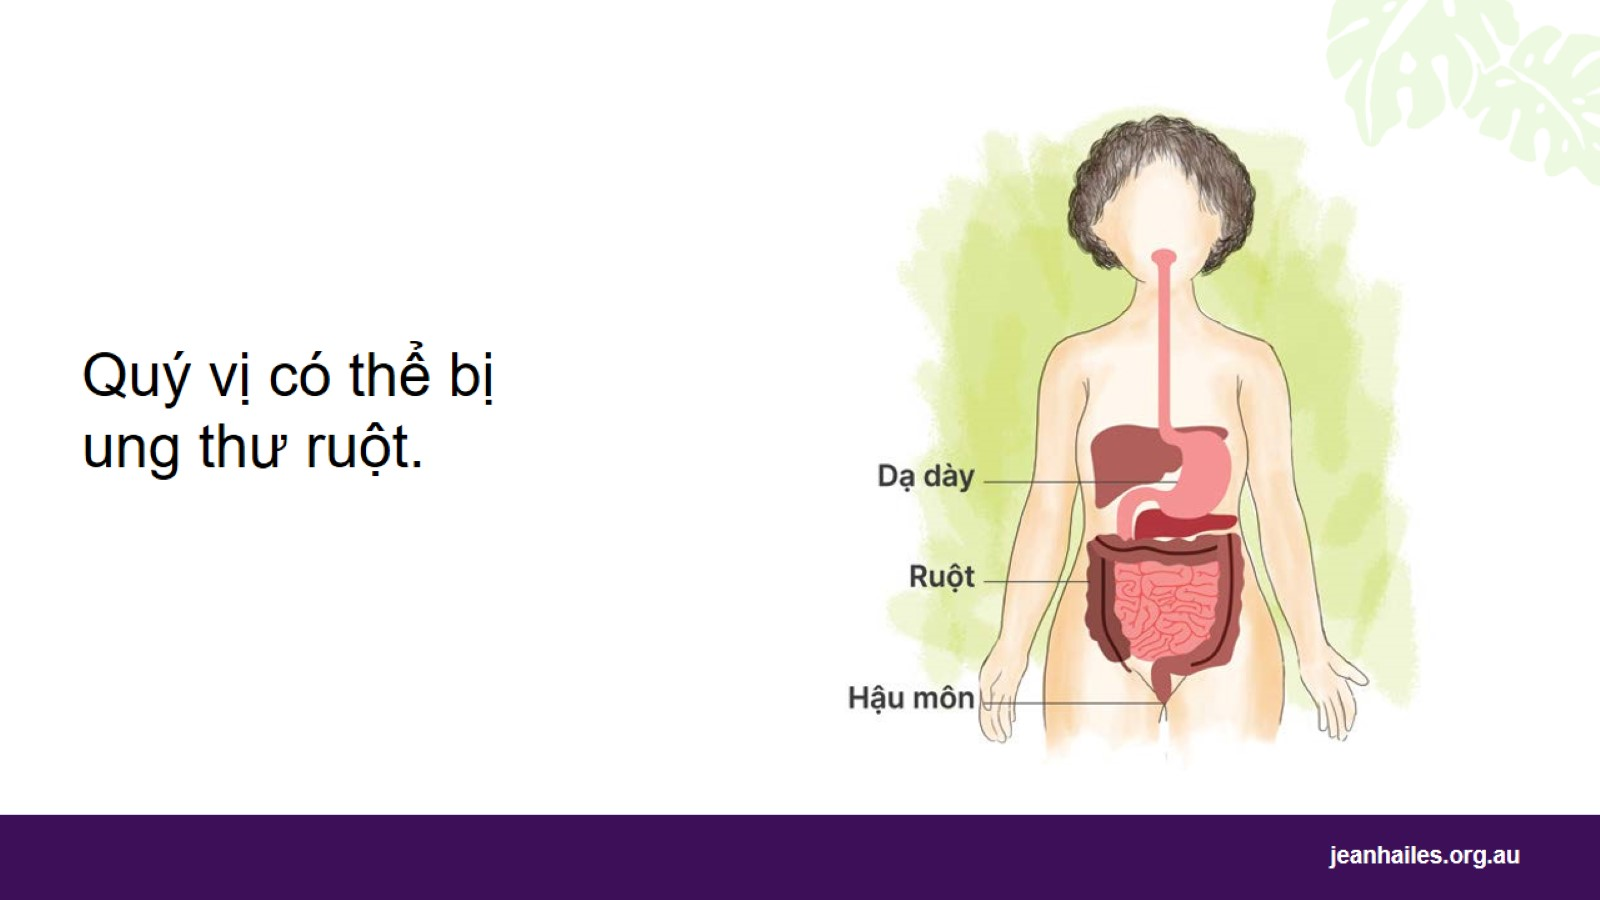 Quý vị có thể bị
ung thư ruột.
Dạ dày
Ruột
Hậu môn
jeanhailes.org.au